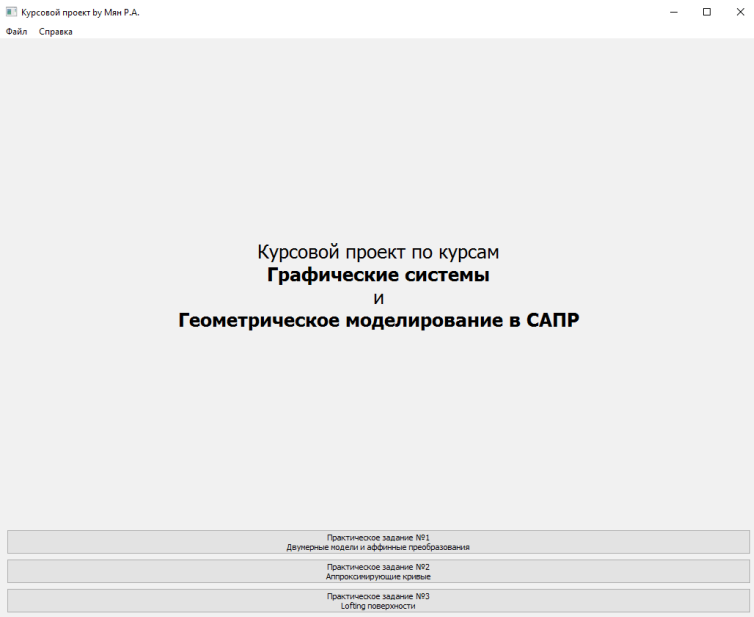 Курсовой проект by Мян Р.А.
Файл Справка
Курсовой проект по курсам
Графические системы
и
Геометрическое моделирование в САПР
Практическое задание №1
Двумерные модели и аффинные преобразования
Практическое задание №2
Аппроксимирующие кривые
Практическое задание №3
Lofting поверхности